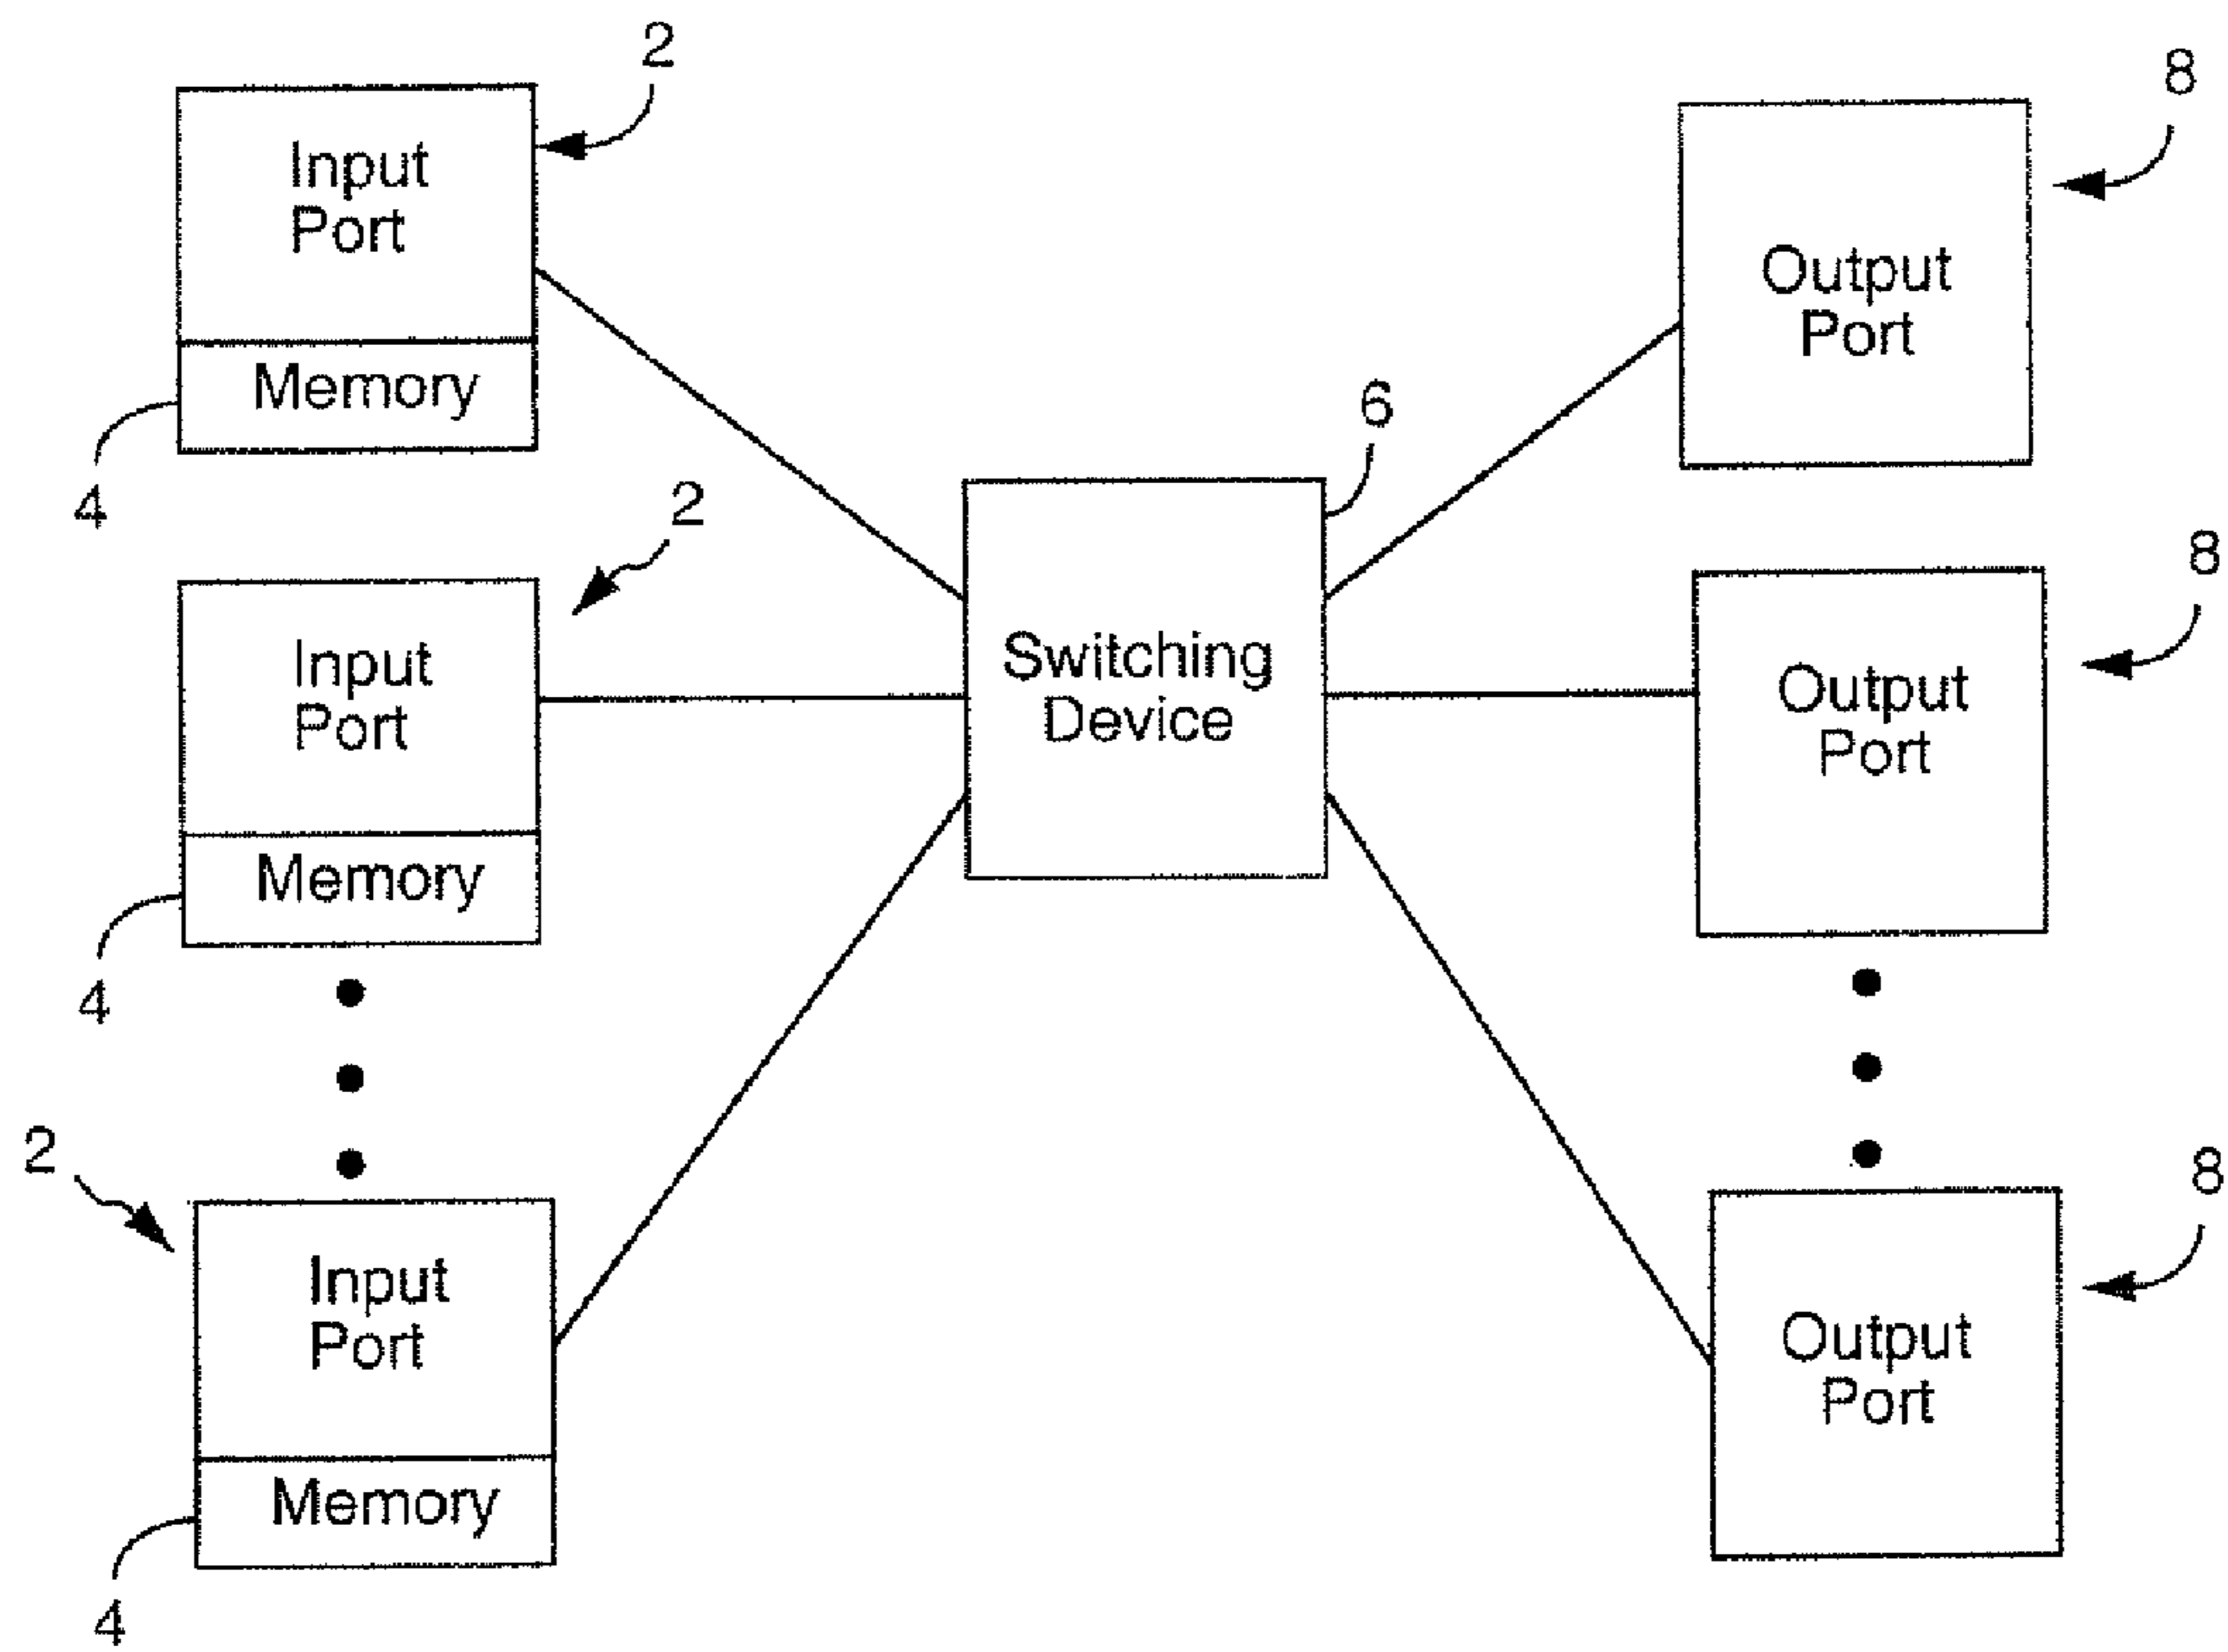 2
Input
Port
Memory
4
2
Input
Port
Memory
4
2
Input
Port
Memory
4
6
Switching
Device
8
Output
Port
8
Output
Port
8
Output
Port